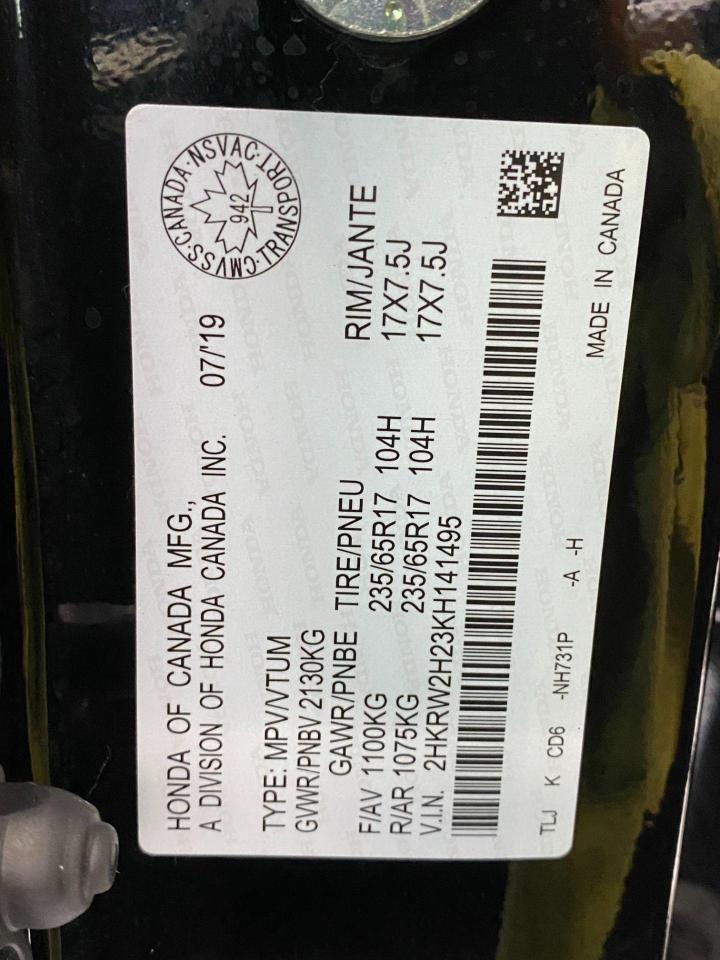 HONDA OF CANADA MFG.,
A DIVISION OF HONDA CANADA INC. 07/'19
CMVSS·CANADA·NSVAC·TRANSPORT·
942
TYPE: MPV/VTUM
GVWR/PNBV 2130KG
GAWR/PNBE TIRE/PNEU RIM/JANTE
F/AV 1100KG 235/65R17 104H 17X7.5J
R/AR 1075KG 235/65R17 104H 17X7.5J
V.I.N. 2HKRW2H23KH141495
TLJ K CD6 -NH731P -A -H MADE IN CANADA